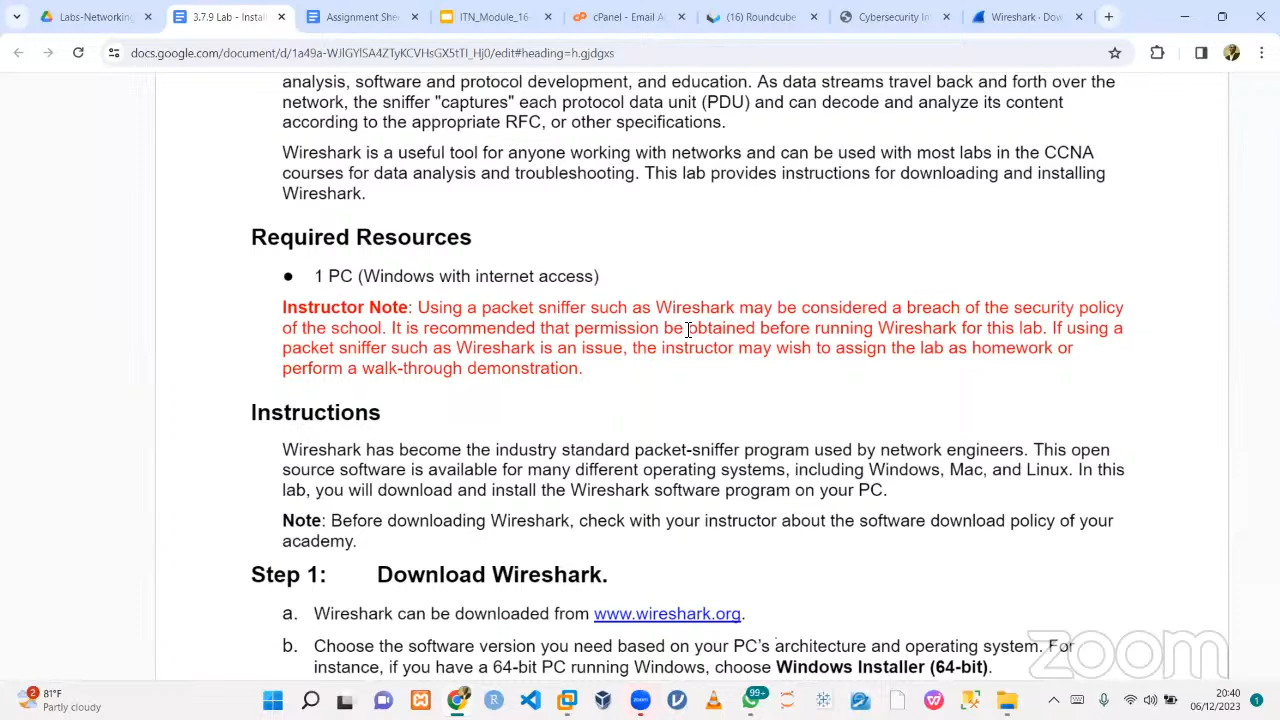 Labs-Networking
3.7.9 Lab - Instal
Assignment Shee
ITN_Module_16
cPanel - Email A
(16) Roundcube
Cybersecurity In
Wireshark · Dow
docs.google.com/document/d/1a49a-WJlGYlSA4ZTyKCVHsGX5tTl_Hj0/edit#heading=h.gjdgxs
analysis, software and protocol development, and education. As data streams travel back and forth over the
network, the sniffer "captures" each protocol data unit (PDU) and can decode and analyze its content
according to the appropriate RFC, or other specifications.
Wireshark is a useful tool for anyone working with networks and can be used with most labs in the CCNA
courses for data analysis and troubleshooting. This lab provides instructions for downloading and installing
Wireshark.
Required Resources
● 1 PC (Windows with internet access)
Instructor Note: Using a packet sniffer such as Wireshark may be considered a breach of the security policy
of the school. It is recommended that permission be obtained before running Wireshark for this lab. If using a
packet sniffer such as Wireshark is an issue, the instructor may wish to assign the lab as homework or
perform a walk-through demonstration.
Instructions
Wireshark has become the industry standard packet-sniffer program used by network engineers. This open
source software is available for many different operating systems, including Windows, Mac, and Linux. In this
lab, you will download and install the Wireshark software program on your PC.
Note: Before downloading Wireshark, check with your instructor about the software download policy of your
academy.
Step 1: Download Wireshark.
a. Wireshark can be downloaded from www.wireshark.org.
b. Choose the software version you need based on your PC's architecture and operating system. For
instance, if you have a 64-bit PC running Windows, choose Windows Installer (64-bit).
zoom
2
81°F
Partly cloudy
99+
20:40
06/12/2023
1